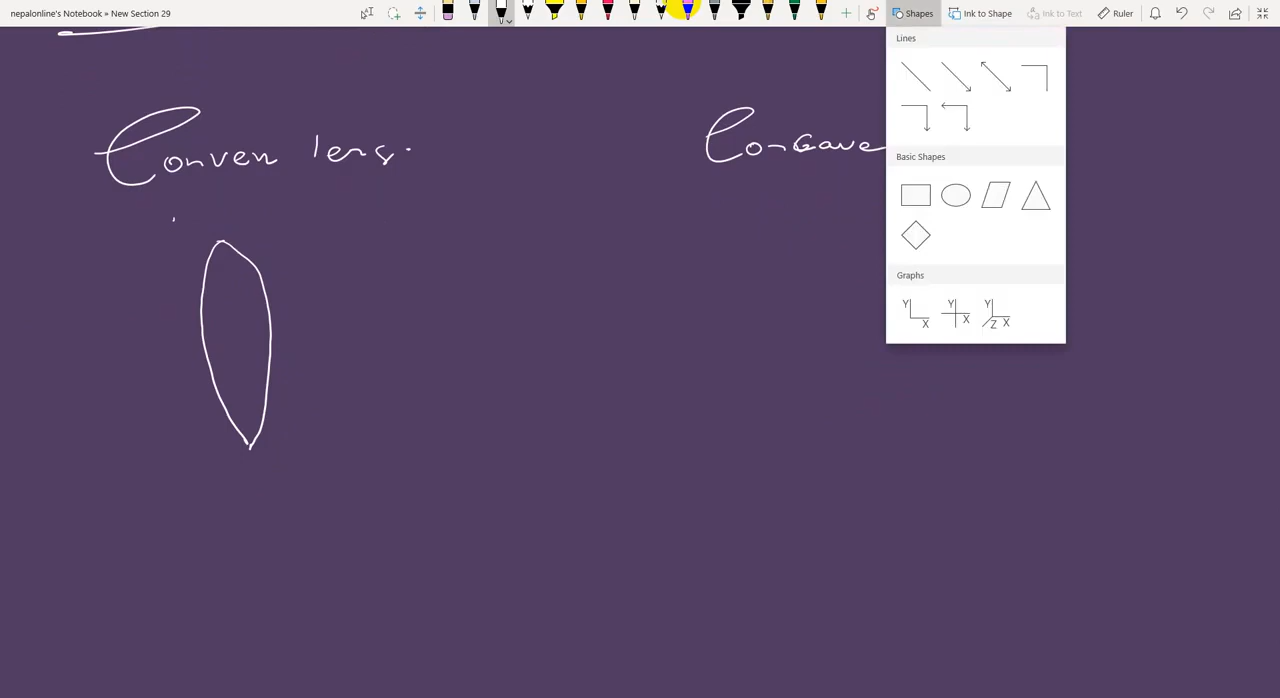 nepalonline's Notebook » New Section 29
Shapes
Ink to Shape
Ink to Text
Ruler
Lines
Conven lens.
Concave
Basic Shapes
Graphs
Y
X
Y
X
Y
Z
X